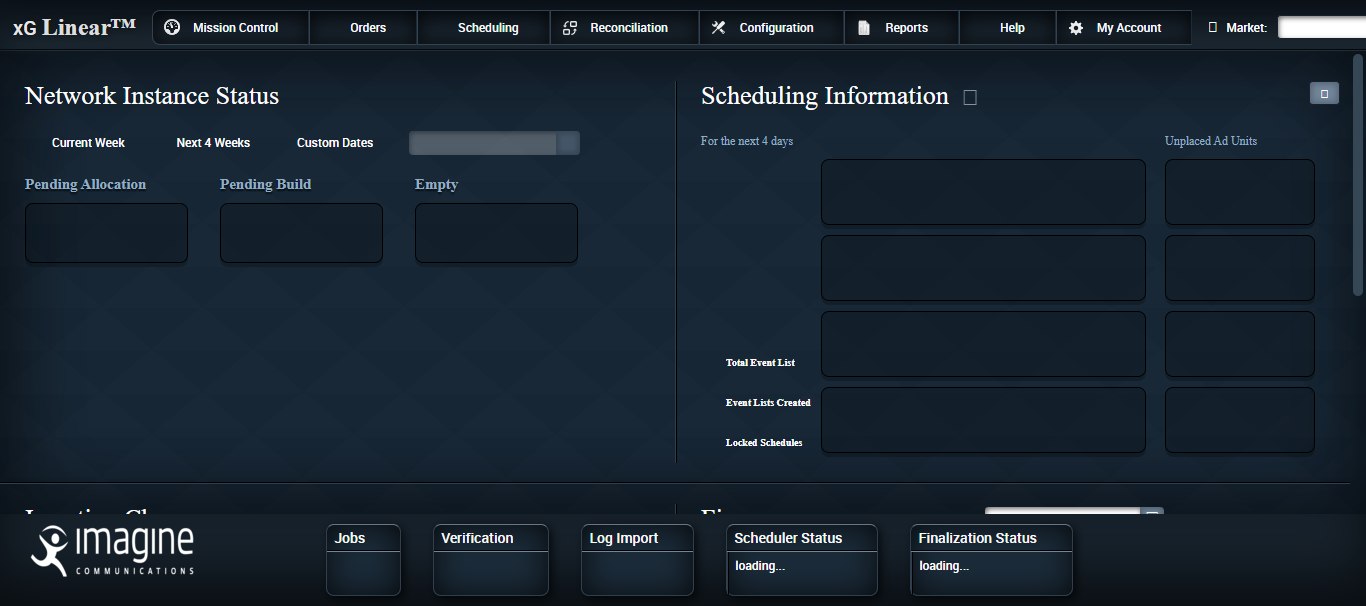 xG Linear™
Mission Control
Orders
Scheduling
Reconciliation
Configuration
Reports
Help
My Account
Market:
Network Instance Status
Current Week
Next 4 Weeks
Custom Dates
Pending Allocation
Pending Build
Empty
Scheduling Information
For the next 4 days
Unplaced Ad Units
Total Event List
Event Lists Created
Locked Schedules
imagine
COMMUNICATIONS
Jobs
Verification
Log Import
Scheduler Status
loading...
Finalization Status
loading...